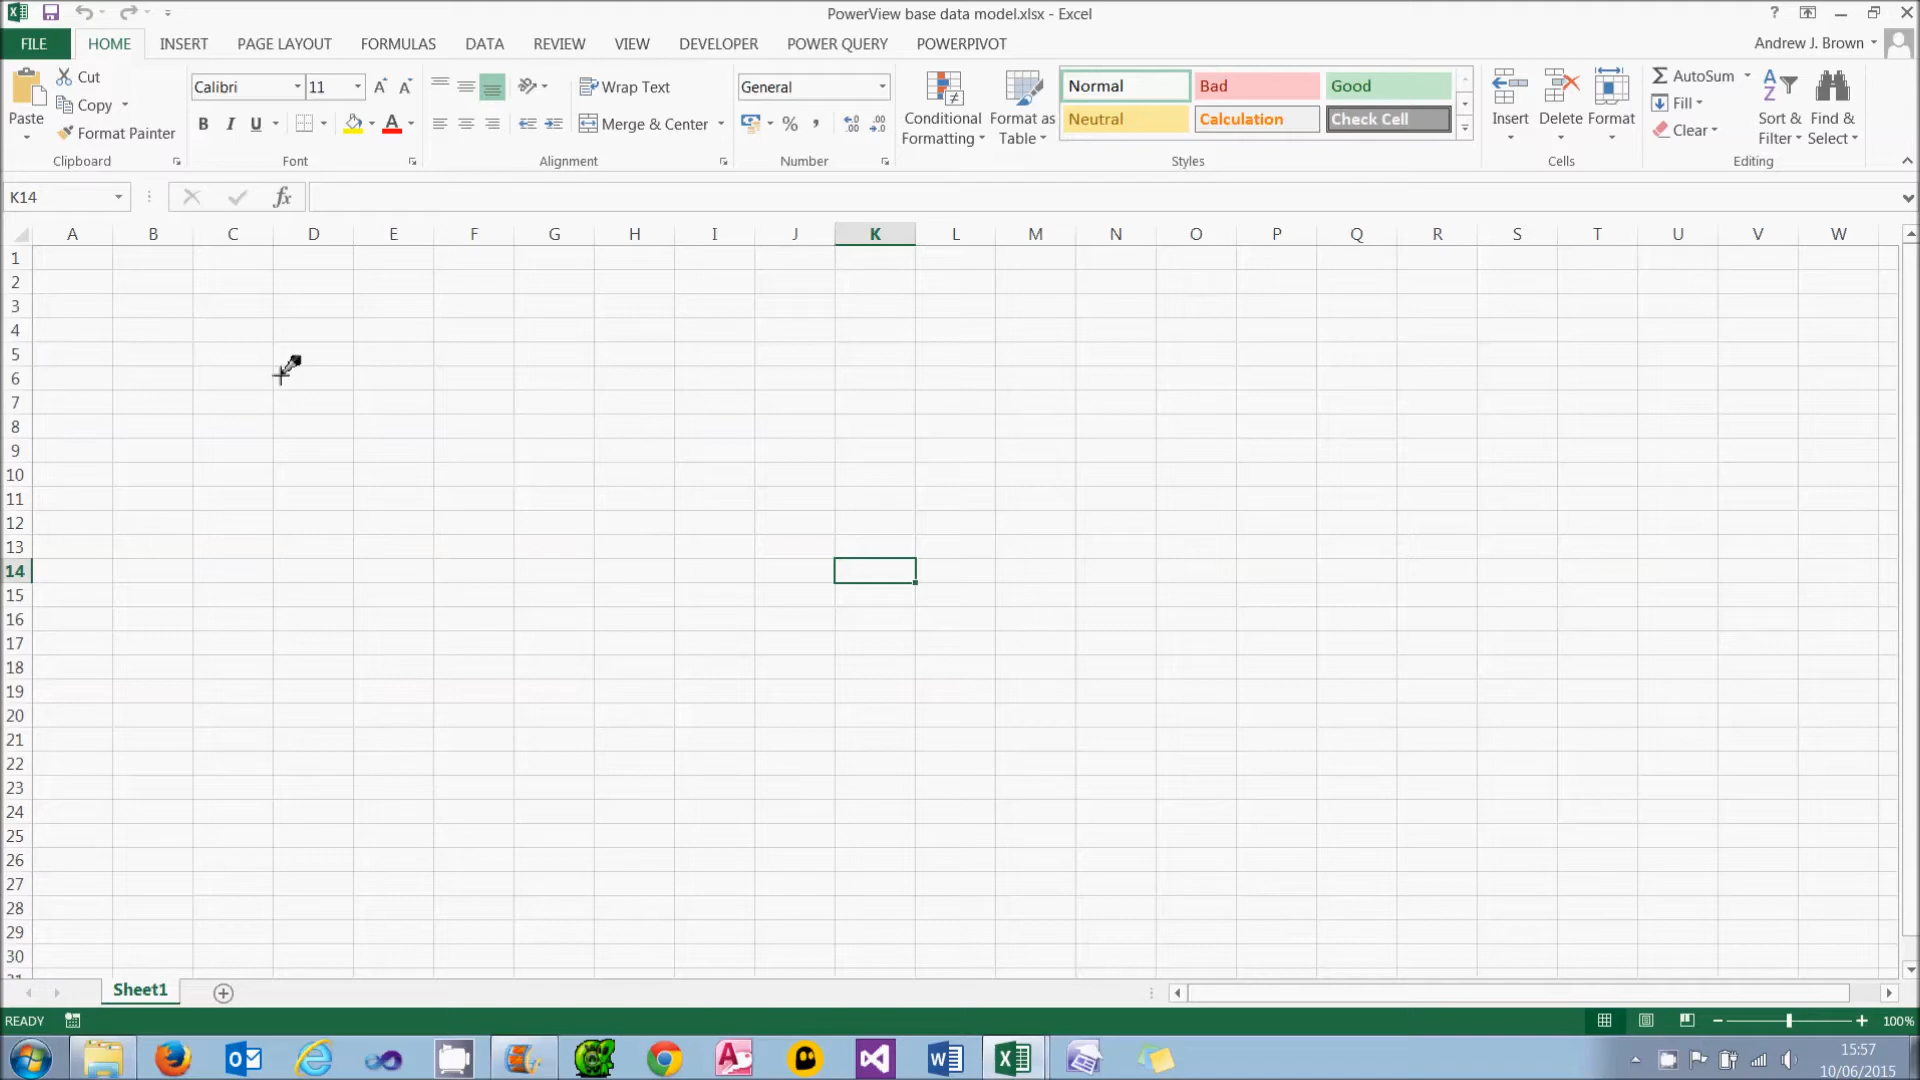 PowerView base data model.xlsx - Excel
FILE HOME INSERT PAGE LAYOUT FORMULAS DATA REVIEW VIEW DEVELOPER POWER QUERY POWERPIVOT Andrew J. Brown
Paste Cut Copy Format Painter
Clipboard
Calibri 11
B I U A
Font
Wrap Text
Merge & Center
Alignment
General
%
Number
Conditional Formatting
Format as Table
Normal Bad Good
Neutral Calculation Check Cell
Styles
Insert Delete Format
Cells
AutoSum
Fill
Clear
Sort & Filter
Find & Select
Editing
K14 fx
A B C D E F G H I J K L M N O P Q R S T U V W
1
2
3
4
5
6
7
8
9
10
11
12
13
14
15
16
17
18
19
20
21
22
23
24
25
26
27
28
29
30
31
Sheet1
READY 100%
15:57
10/06/2015